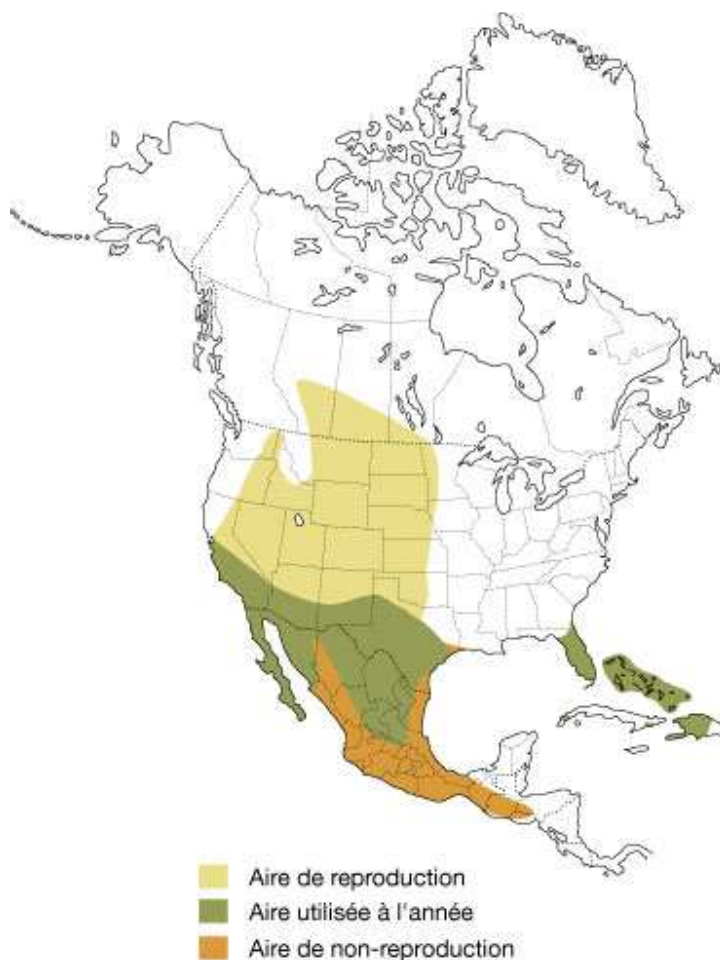 Aire de reproduction
Aire utilisée à l'année
Aire de non-reproduction